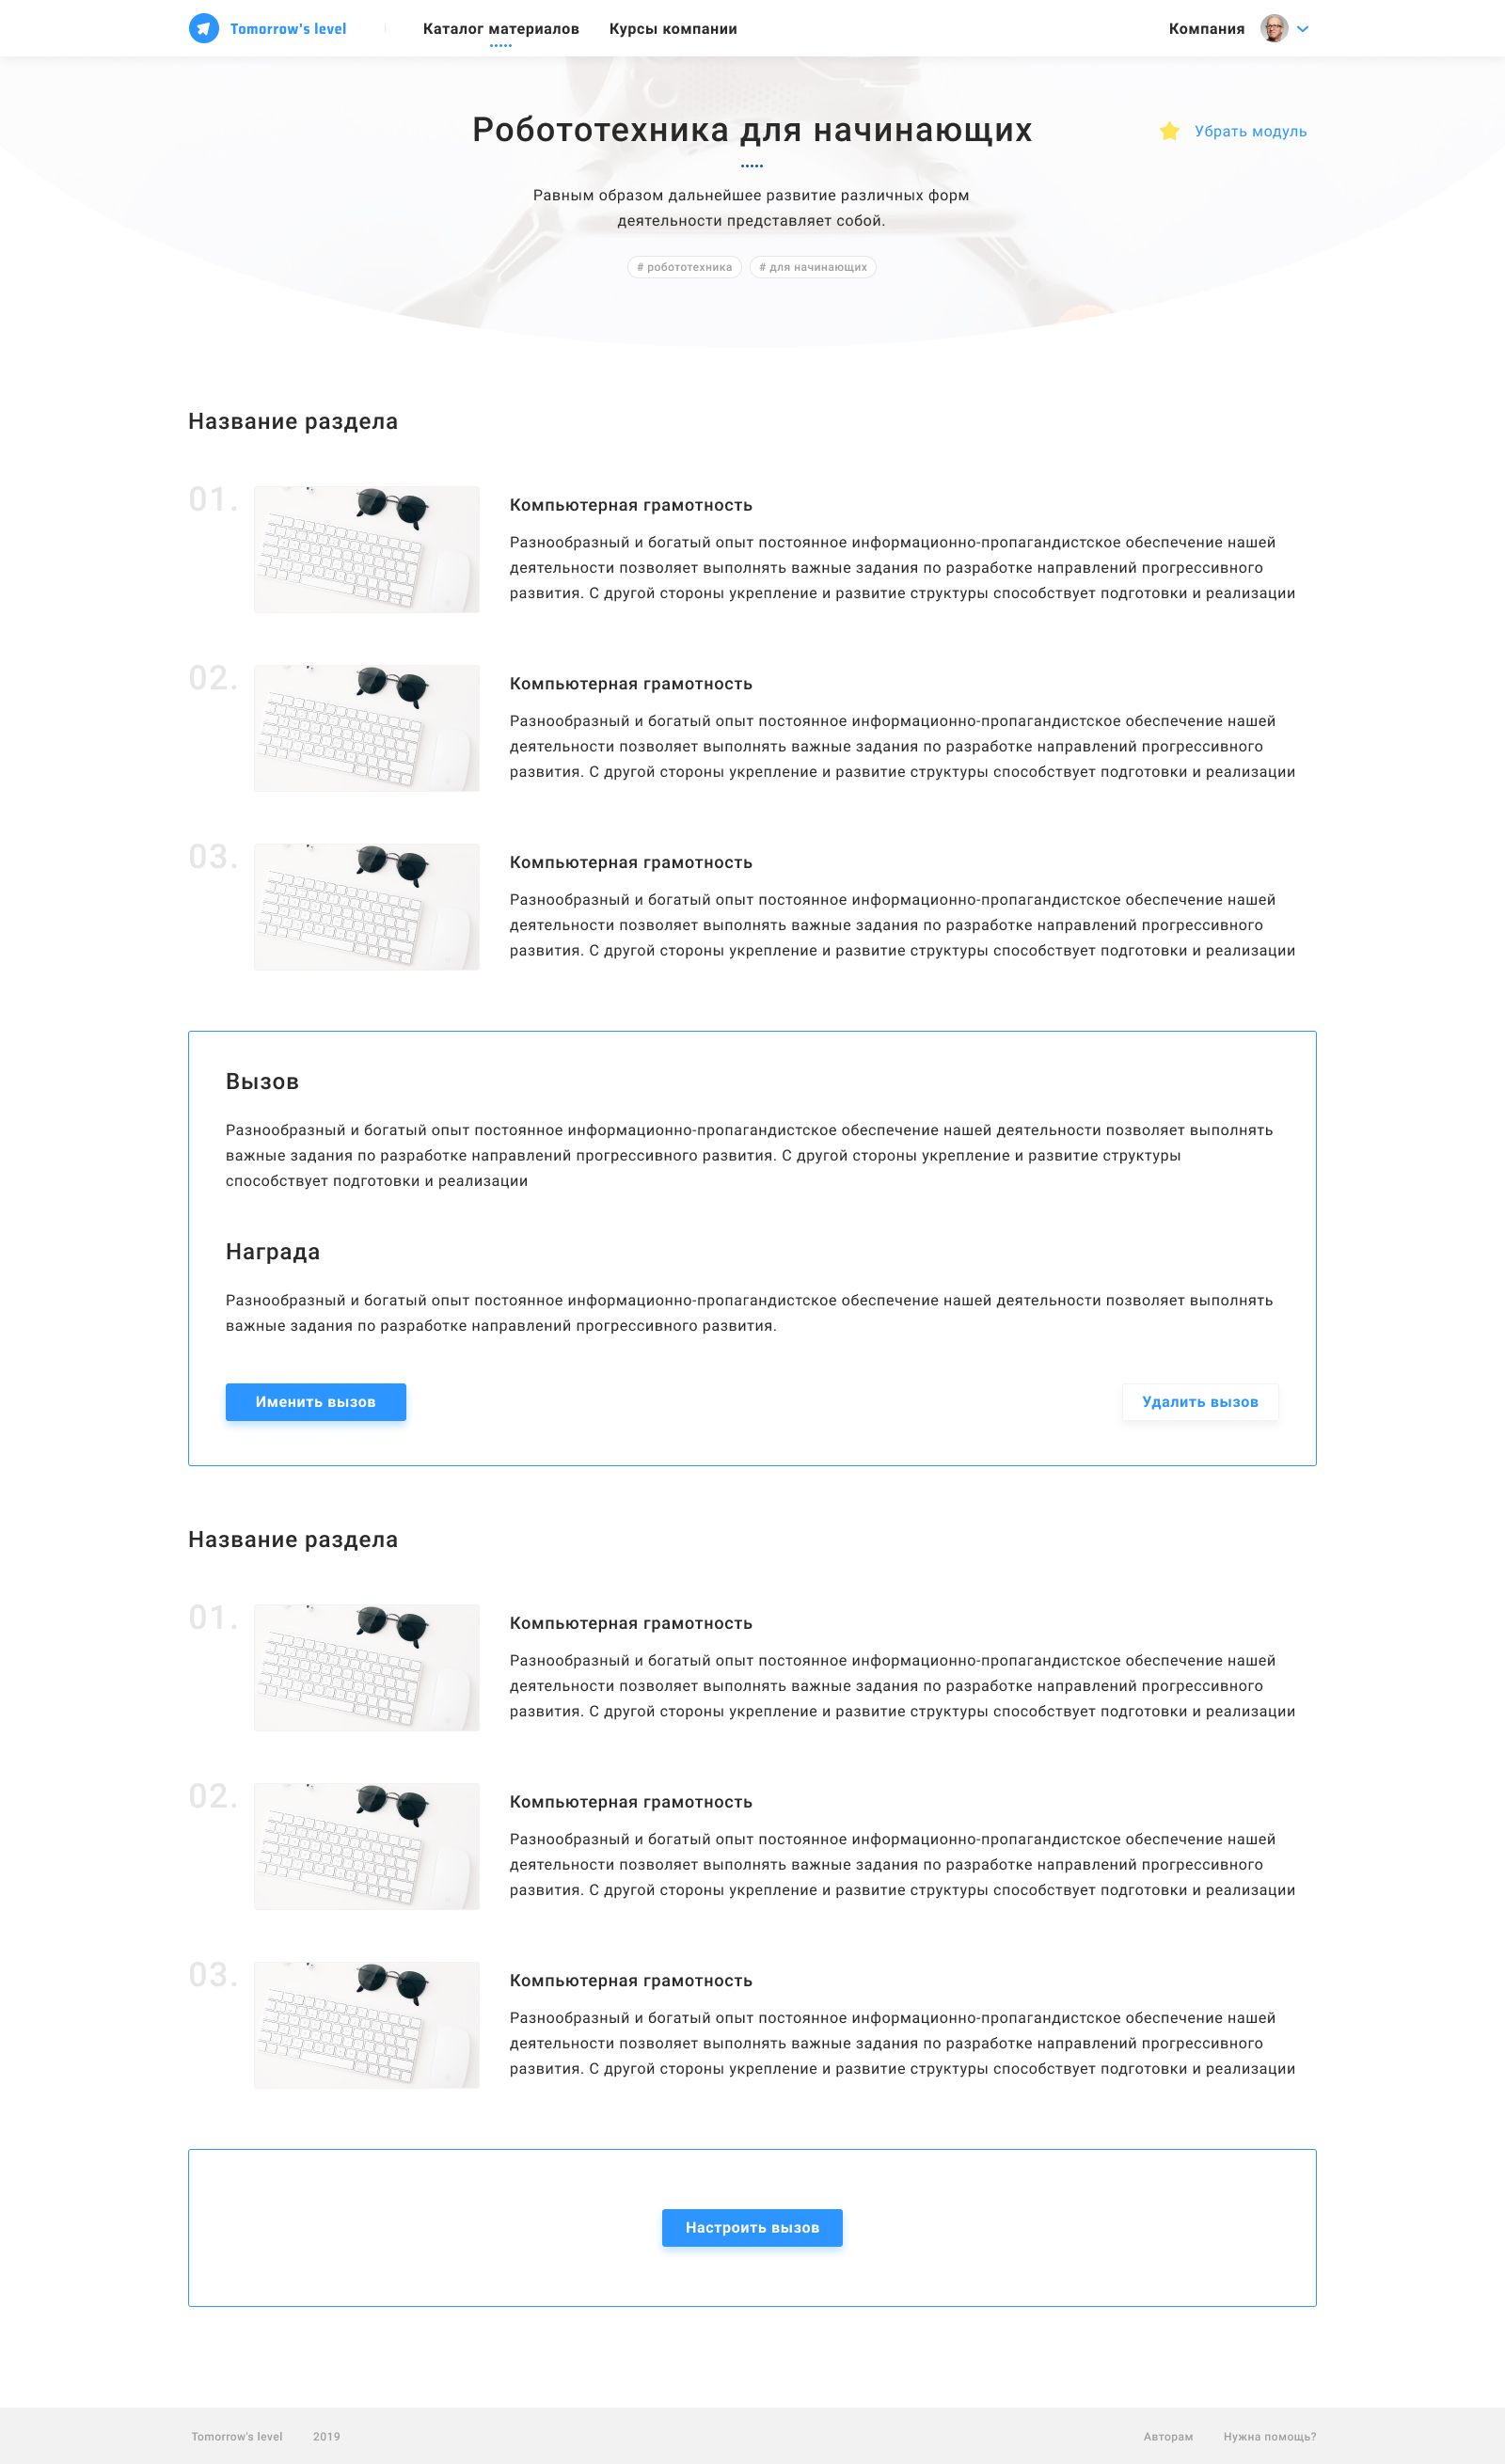 Tomorrow's level
Каталог материалов
Курсы компании
Компания
Робототехника для начинающих
Убрать модуль
Равным образом дальнейшее развитие различных форм
деятельности представляет собой.
# робототехника
# для начинающих
Название раздела
01.
Компьютерная грамотность
Разнообразный и богатый опыт постоянное информационно-пропагандистское обеспечение нашей
деятельности позволяет выполнять важные задания по разработке направлений прогрессивного
развития. С другой стороны укрепление и развитие структуры способствует подготовки и реализации
02.
Компьютерная грамотность
Разнообразный и богатый опыт постоянное информационно-пропагандистское обеспечение нашей
деятельности позволяет выполнять важные задания по разработке направлений прогрессивного
развития. С другой стороны укрепление и развитие структуры способствует подготовки и реализации
03.
Компьютерная грамотность
Разнообразный и богатый опыт постоянное информационно-пропагандистское обеспечение нашей
деятельности позволяет выполнять важные задания по разработке направлений прогрессивного
развития. С другой стороны укрепление и развитие структуры способствует подготовки и реализации
Вызов
Разнообразный и богатый опыт постоянное информационно-пропагандистское обеспечение нашей деятельности позволяет выполнять
важные задания по разработке направлений прогрессивного развития. С другой стороны укрепление и развитие структуры
способствует подготовки и реализации
Награда
Разнообразный и богатый опыт постоянное информационно-пропагандистское обеспечение нашей деятельности позволяет выполнять
важные задания по разработке направлений прогрессивного развития.
Именить вызов
Удалить вызов
Название раздела
01.
Компьютерная грамотность
Разнообразный и богатый опыт постоянное информационно-пропагандистское обеспечение нашей
деятельности позволяет выполнять важные задания по разработке направлений прогрессивного
развития. С другой стороны укрепление и развитие структуры способствует подготовки и реализации
02.
Компьютерная грамотность
Разнообразный и богатый опыт постоянное информационно-пропагандистское обеспечение нашей
деятельности позволяет выполнять важные задания по разработке направлений прогрессивного
развития. С другой стороны укрепление и развитие структуры способствует подготовки и реализации
03.
Компьютерная грамотность
Разнообразный и богатый опыт постоянное информационно-пропагандистское обеспечение нашей
деятельности позволяет выполнять важные задания по разработке направлений прогрессивного
развития. С другой стороны укрепление и развитие структуры способствует подготовки и реализации
Настроить вызов
Tomorrow's level
2019
Авторам
Нужна помощь?